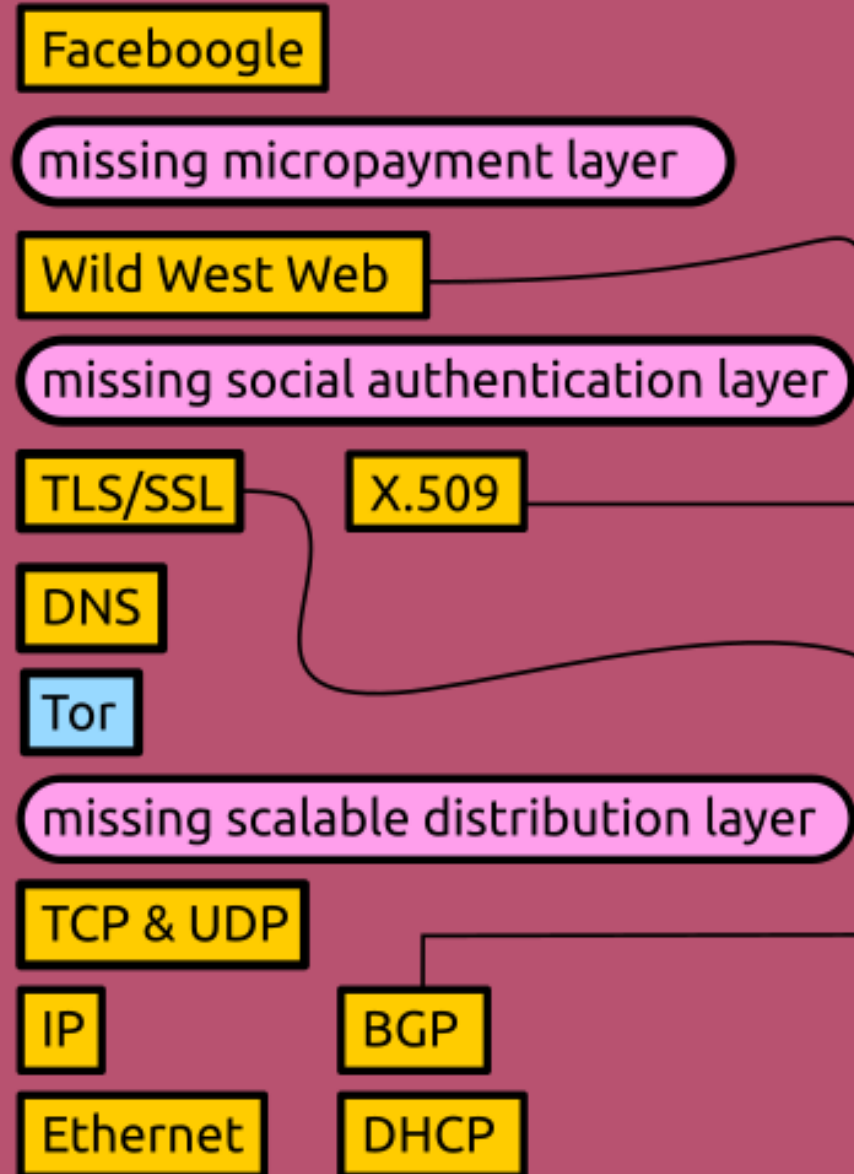 Faceboogle
missing micropayment layer
Wild West Web
missing social authentication layer
TLS/SSL X.509
DNS
Tor
missing scalable distribution layer
TCP & UDP
IP BGP
Ethernet DHCP